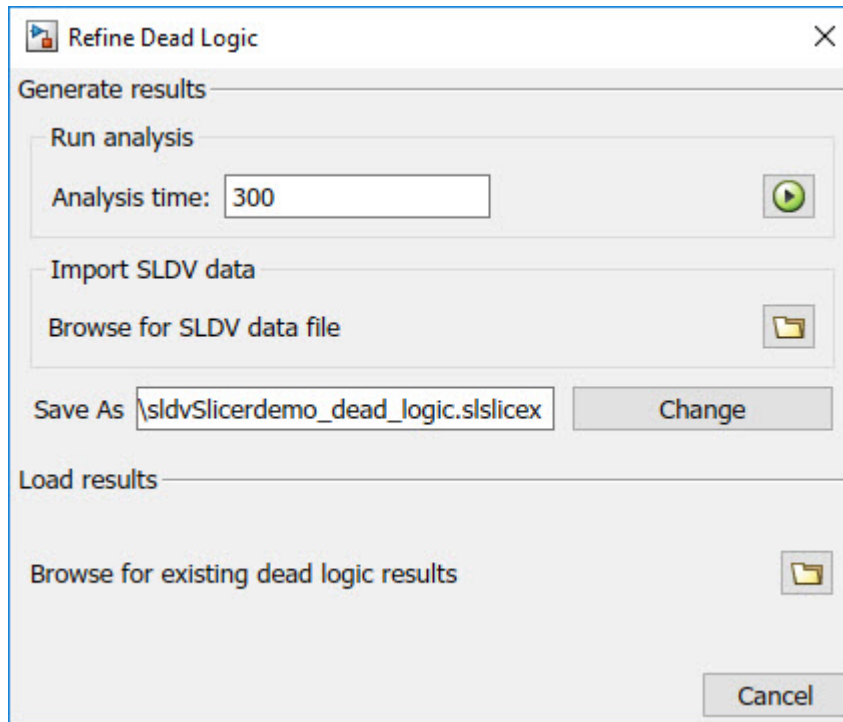 Refine Dead Logic
Generate results
Run analysis
Analysis time: 300
Import SLDV data
Browse for SLDV data file
Save As \sldvSlicerdemo_dead_logic.slslicex Change
Load results
Browse for existing dead logic results
Cancel